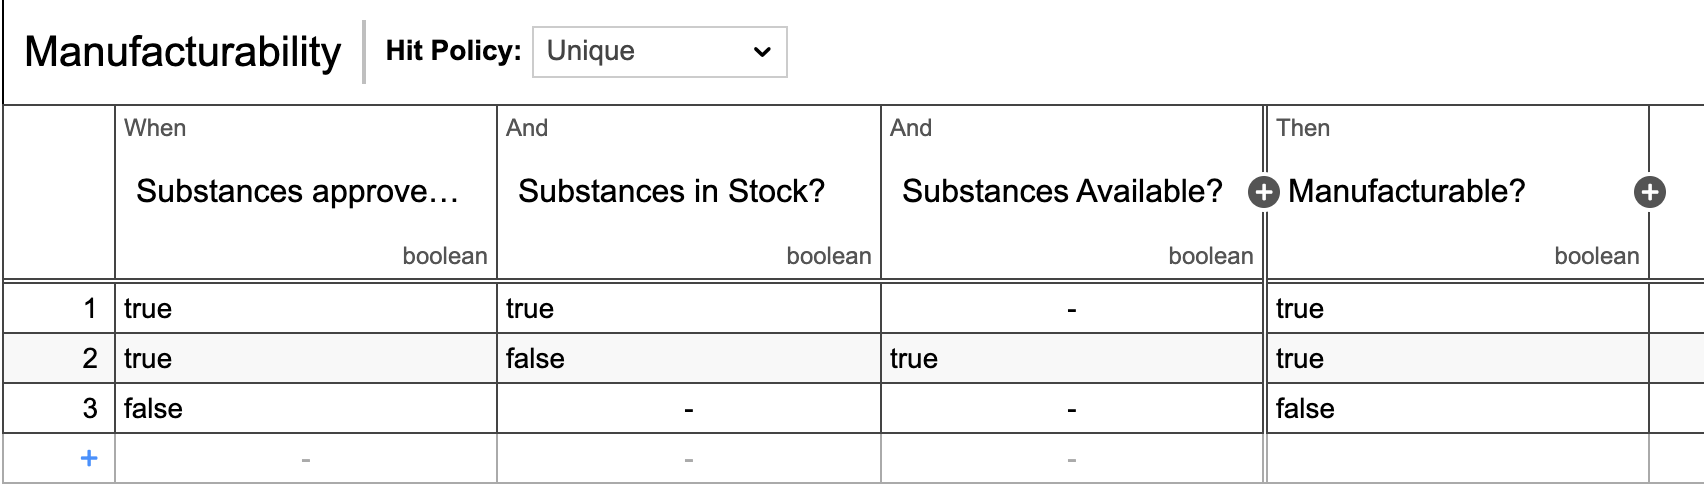 Manufacturability Hit Policy: Unique
When And And Then
Substances approve… Substances in Stock? Substances Available? + Manufacturable? +
boolean boolean boolean boolean
1 true true - true
2 true false true true
3 false - - false
+ - - -